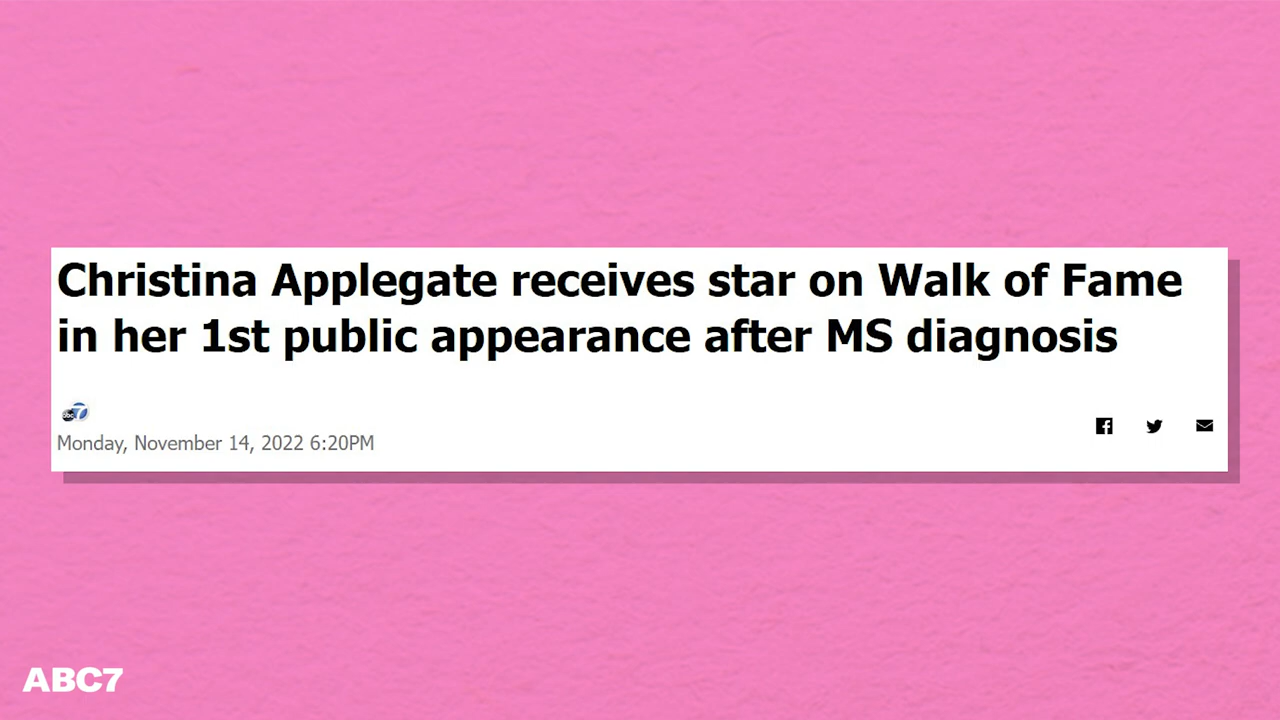 Christina Applegate receives star on Walk of Fame
in her 1st public appearance after MS diagnosis
abc7
Monday, November 14, 2022 6:20PM
ABC7